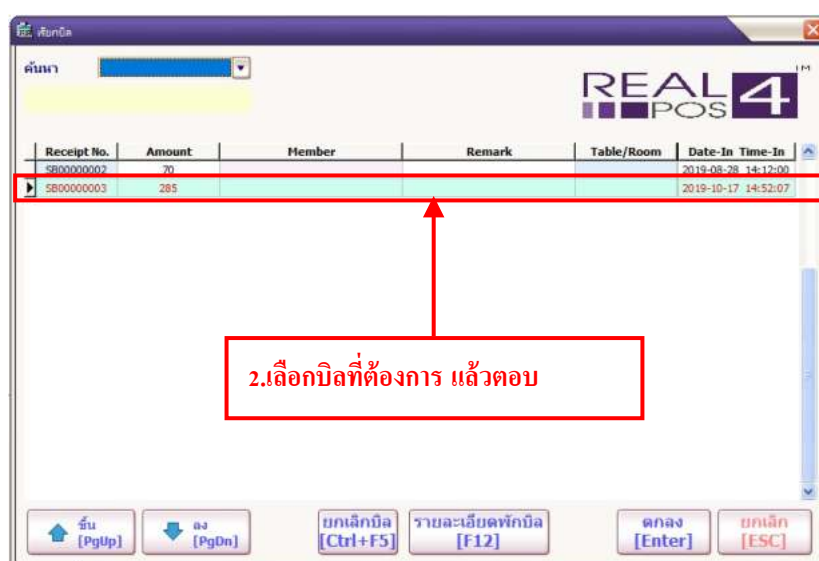 เรียกบิล
ค้นหา
REAL POS 4 TM
Receipt No. Amount Member Remark Table/Room Date-In Time-In
SB00000002 70 2019-08-28 14:12:00
SB00000003 285 2019-10-17 14:52:07
2.เลือกบิลที่ต้องการ แล้วตอบ
ขึ้น [PgUp]
ลง [PgDn]
ยกเลิกบิล [Ctrl+F5]
รายละเอียดพักบิล [F12]
ตกลง [Enter]
ยกเลิก [ESC]